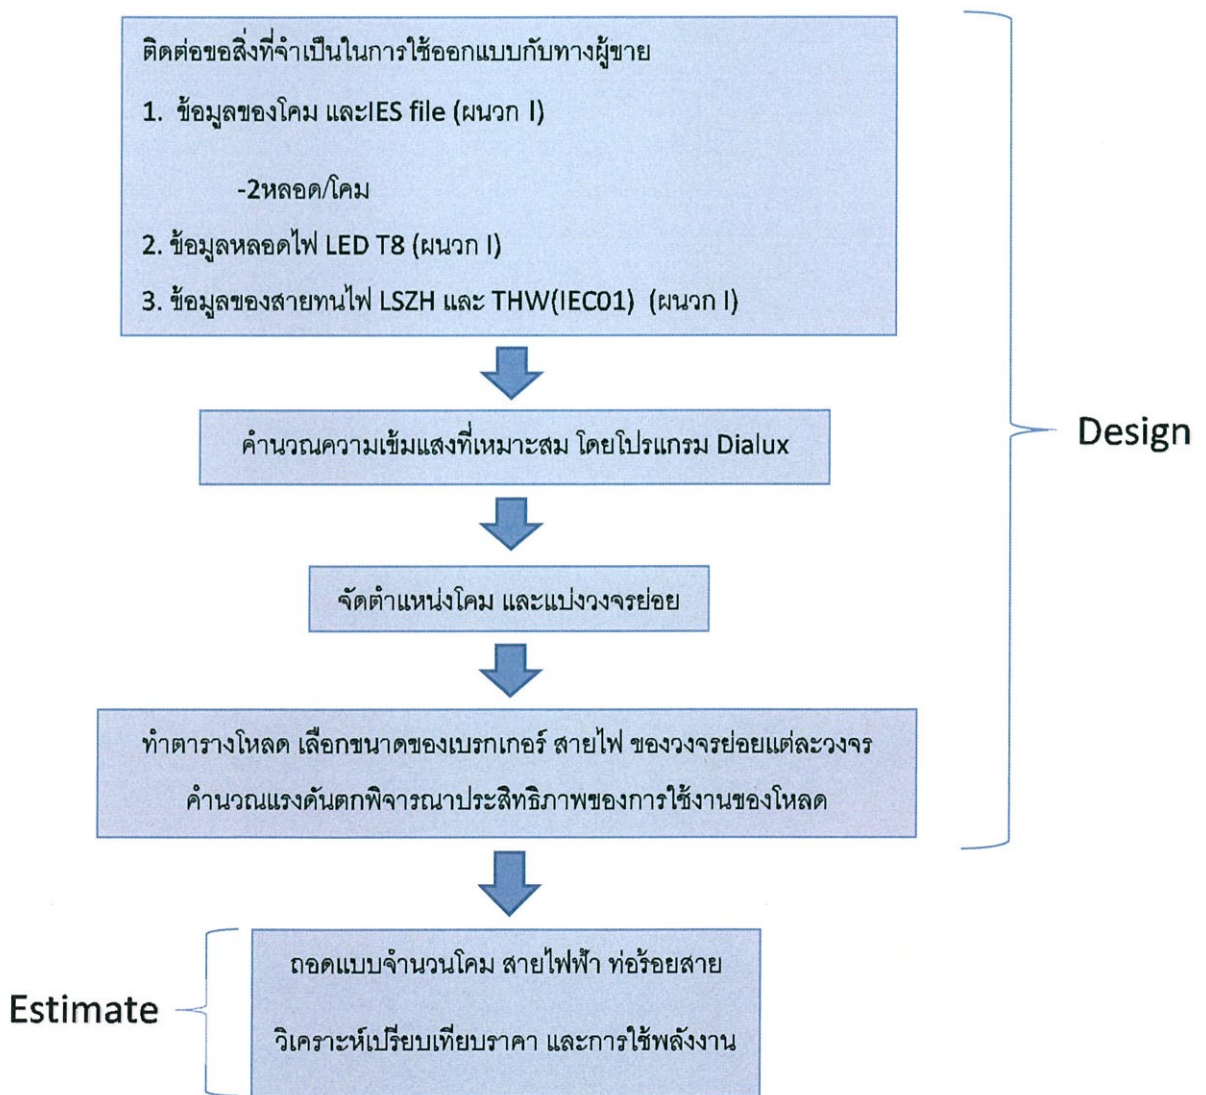 ติดต่อขอสิ่งที่จำเป็นในการใช้ออกแบบกับทางผู้ขาย
1. ข้อมูลของโคม และIES file (ผนวก I)
-2หลอด/โคม
2. ข้อมูลหลอดไฟ LED T8 (ผนวก I)
3. ข้อมูลของสายทนไฟ LSZH และ THW(IEC01) (ผนวก I)
คำนวณความเข้มแสงที่เหมาะสม โดยโปรแกรม Dialux
Design
จัดตำแหน่งโคม และแบ่งวงจรย่อย
ทำตารางโหลด เลือกขนาดของเบรกเกอร์ สายไฟ ของวงจรย่อยแต่ละวงจร
คำนวณแรงดันตกพิจารณาประสิทธิภาพของการใช้งานของโหลด
ถอดแบบจำนวนโคม สายไฟฟ้า ท่อร้อยสาย
Estimate
วิเคราะห์เปรียบเทียบราคา และการใช้พลังงาน